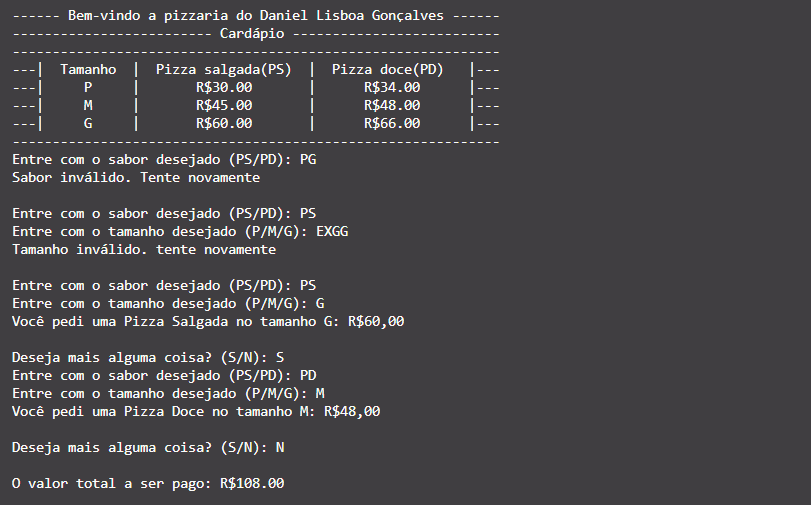 ------ Bem-vindo a pizzaria do Daniel Lisboa Gonçalves ------
------------------------- Cardápio --------------------------
-------------------------------------------------------------
---|  Tamanho  |  Pizza salgada(PS)  |  Pizza doce(PD)   |---
---|     P     |       R$30.00       |      R$34.00      |---
---|     M     |       R$45.00       |      R$48.00      |---
---|     G     |       R$60.00       |      R$66.00      |---
-------------------------------------------------------------
Entre com o sabor desejado (PS/PD): PG
Sabor inválido. Tente novamente

Entre com o sabor desejado (PS/PD): PS
Entre com o tamanho desejado (P/M/G): EXGG
Tamanho inválido. tente novamente

Entre com o sabor desejado (PS/PD): PS
Entre com o tamanho desejado (P/M/G): G
Você pedi uma Pizza Salgada no tamanho G: R$60,00

Deseja mais alguma coisa? (S/N): S
Entre com o sabor desejado (PS/PD): PD
Entre com o tamanho desejado (P/M/G): M
Você pedi uma Pizza Doce no tamanho M: R$48,00

Deseja mais alguma coisa? (S/N): N

O valor total a ser pago: R$108.00